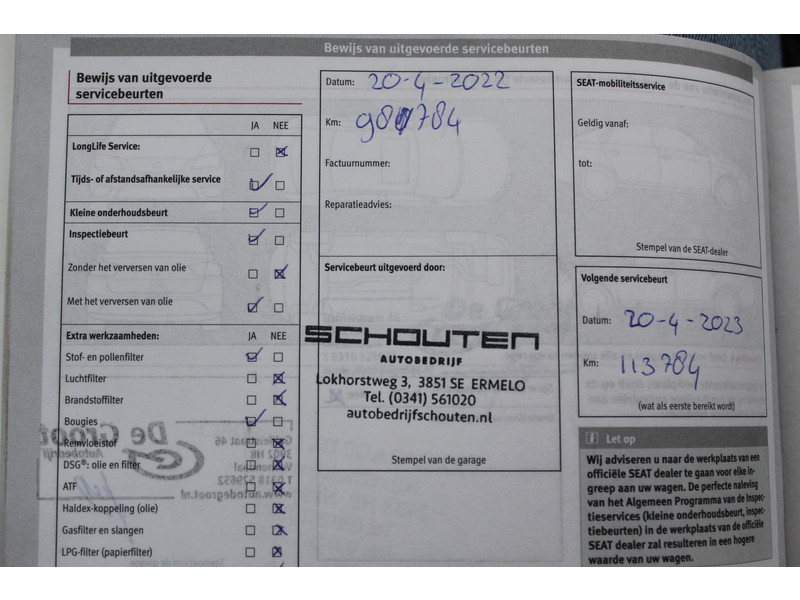 Bewijs van uitgevoerde servicebeurten
Bewijs van uitgevoerde
servicebeurten
JA NEE
LongLife Service:
Tijds- of afstandsafhankelijke service
Kleine onderhoudsbeurt
Inspectiebeurt
Zonder het verversen van olie
Met het verversen van olie
Extra werkzaamheden: JA NEE
Stof- en pollenfilter
Luchtfilter
Brandstoffilter
Bougies
Remvloeistof
DSG®: olie en filter
ATF
Haldex-koppeling (olie)
Gasfilter en slangen
LPG-filter (papierfilter)
Datum: 20-4-2022
Km: 98784
Factuurnummer:
Reparatieadvies:
Servicebeurt uitgevoerd door:
SCHOUTEN
AUTOBEDRIJF
Lokhorstweg 3, 3851 SE ERMELO
Tel. (0341) 561020
autobedrijfschouten.nl
Stempel van de garage
SEAT-mobiliteitsservice
Geldig vanaf:
tot:
Stempel van de SEAT-dealer
Volgende servicebeurt
Datum: 20-4-2023
Km: 113784
(wat als eerste bereikt wordt)
i Let op
Wij adviseren u naar de werkplaats van een
officiële SEAT dealer te gaan voor elke in-
greep aan uw wagen. De perfecte naleving
van het Algemeen Programma van de Inspec-
tieservices (kleine onderhoudsbeurt, inspec-
tiebeurten) in de werkplaats van de officiële
SEAT dealer zal resulteren in een hogere
waarde van uw wagen.
De Groot
Autobedrijf
www.autodegroot.nl